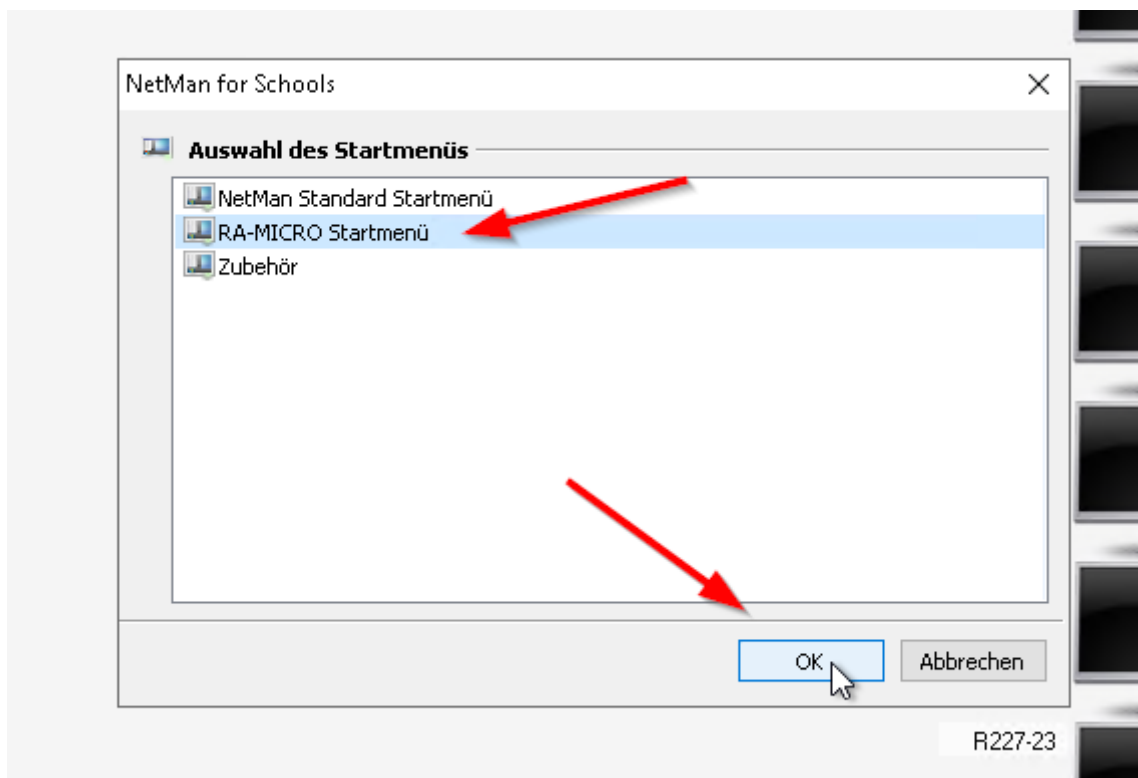 NetMan for Schools
Auswahl des Startmenüs
NetMan Standard Startmenü
RA-MICRO Startmenü
Zubehör
OK
Abbrechen
R227-23